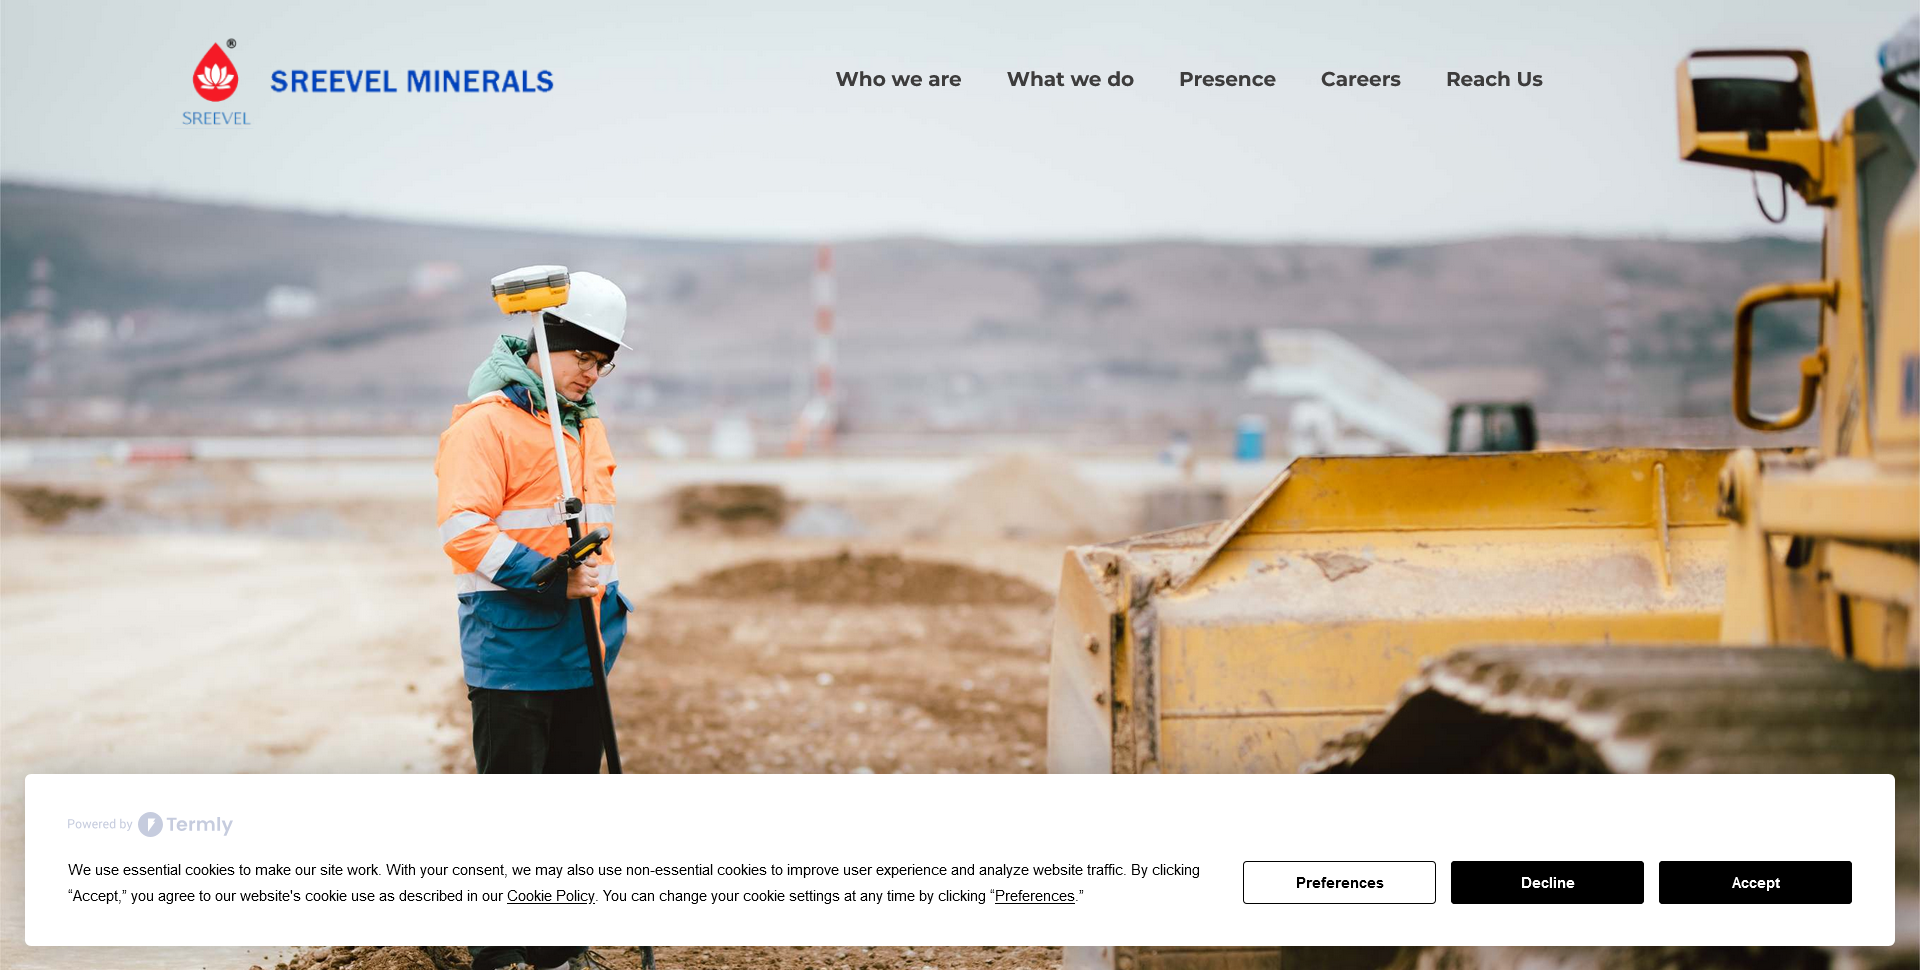 ®
SREEVEL
SREEVEL MINERALS
Who we are
What we do
Presence
Careers
Reach Us
Powered by Termly
We use essential cookies to make our site work. With your consent, we may also use non-essential cookies to improve user experience and analyze website traffic. By clicking
“Accept,” you agree to our website's cookie use as described in our Cookie Policy. You can change your cookie settings at any time by clicking “Preferences.”
Preferences
Decline
Accept